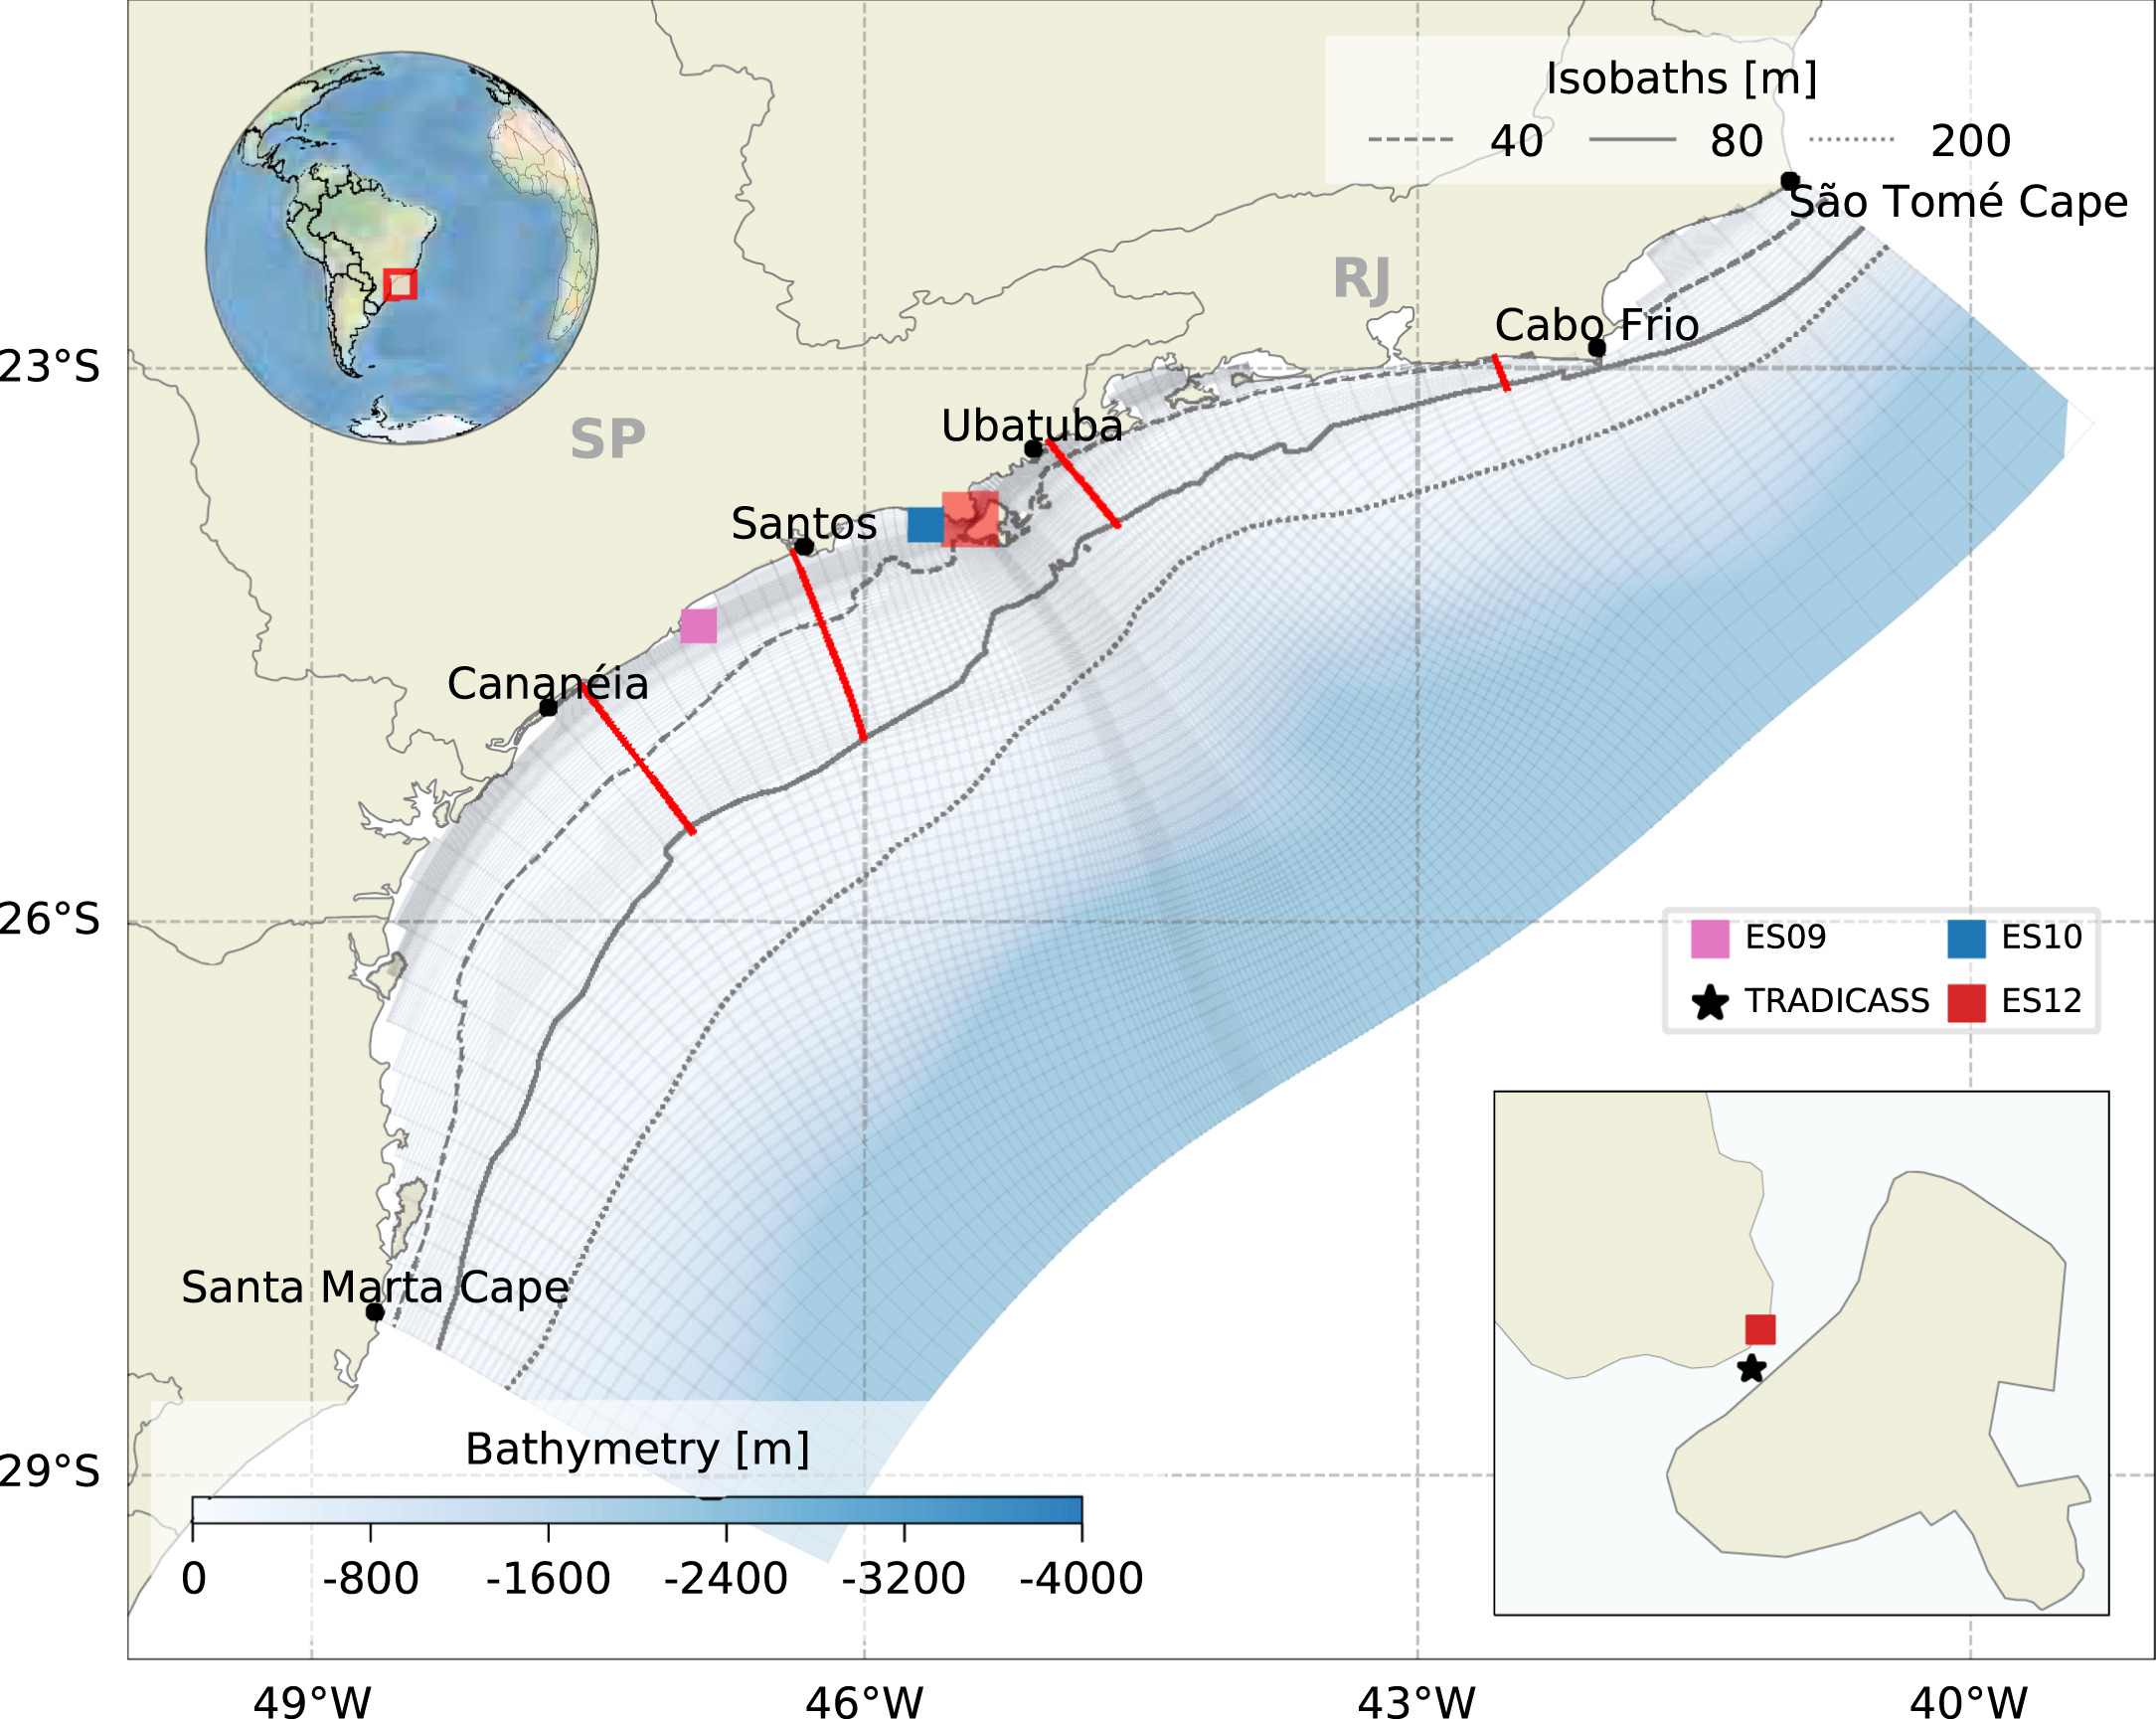 Isobaths [m]
40 80 200
São Tomé Cape
RJ
Cabo Frio
23°S
Ubatuba
SP
Santos
Cananéia
26°S
ES09 ES10
TRADICASS ES12
Santa Marta Cape
Bathymetry [m]
29°S
0 -800 -1600 -2400 -3200 -4000
49°W 46°W 43°W 40°W